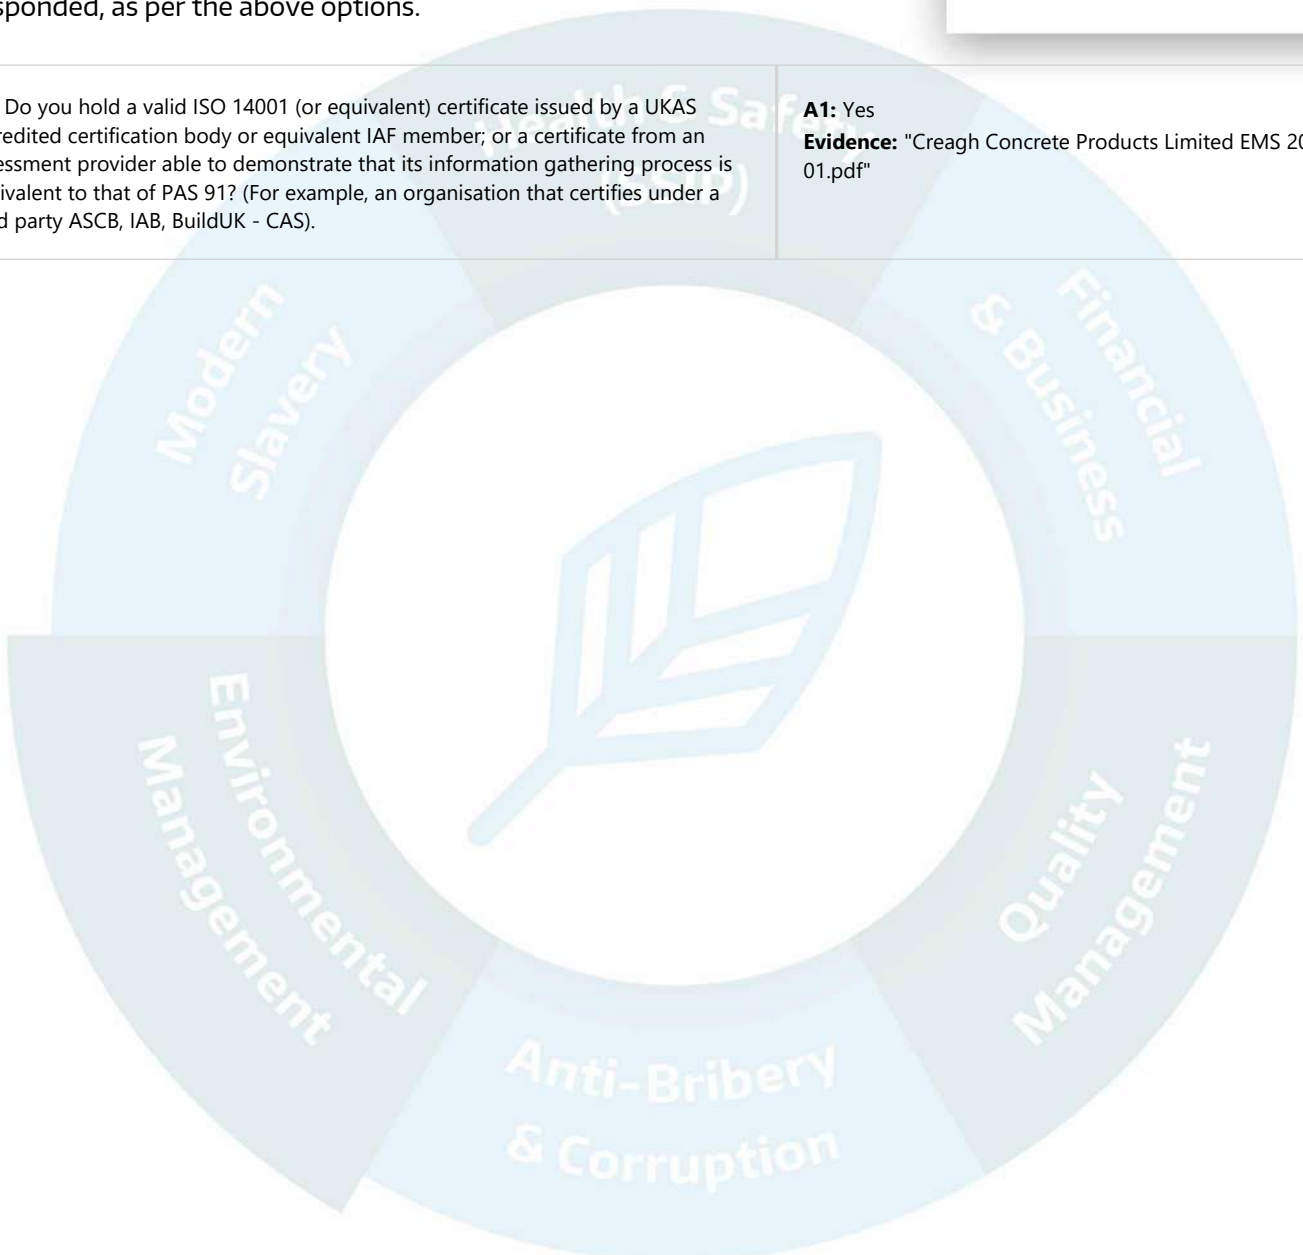 sponded, as per the above options.
Do you hold a valid ISO 14001 (or equivalent) certificate issued by a UKAS
redited certification body or equivalent IAF member; or a certificate from an
essment provider able to demonstrate that its information gathering process is
ivalent to that of PAS 91? (For example, an organisation that certifies under a
d party ASCB, IAB, BuildUK - CAS).
A1: Yes
Evidence: "Creagh Concrete Products Limited EMS 20
01.pdf"
Health & Safety
(SSIP)
Financial
& Business
Quality
Management
Anti-Bribery
& Corruption
Environmental
Management
Modern
Slavery